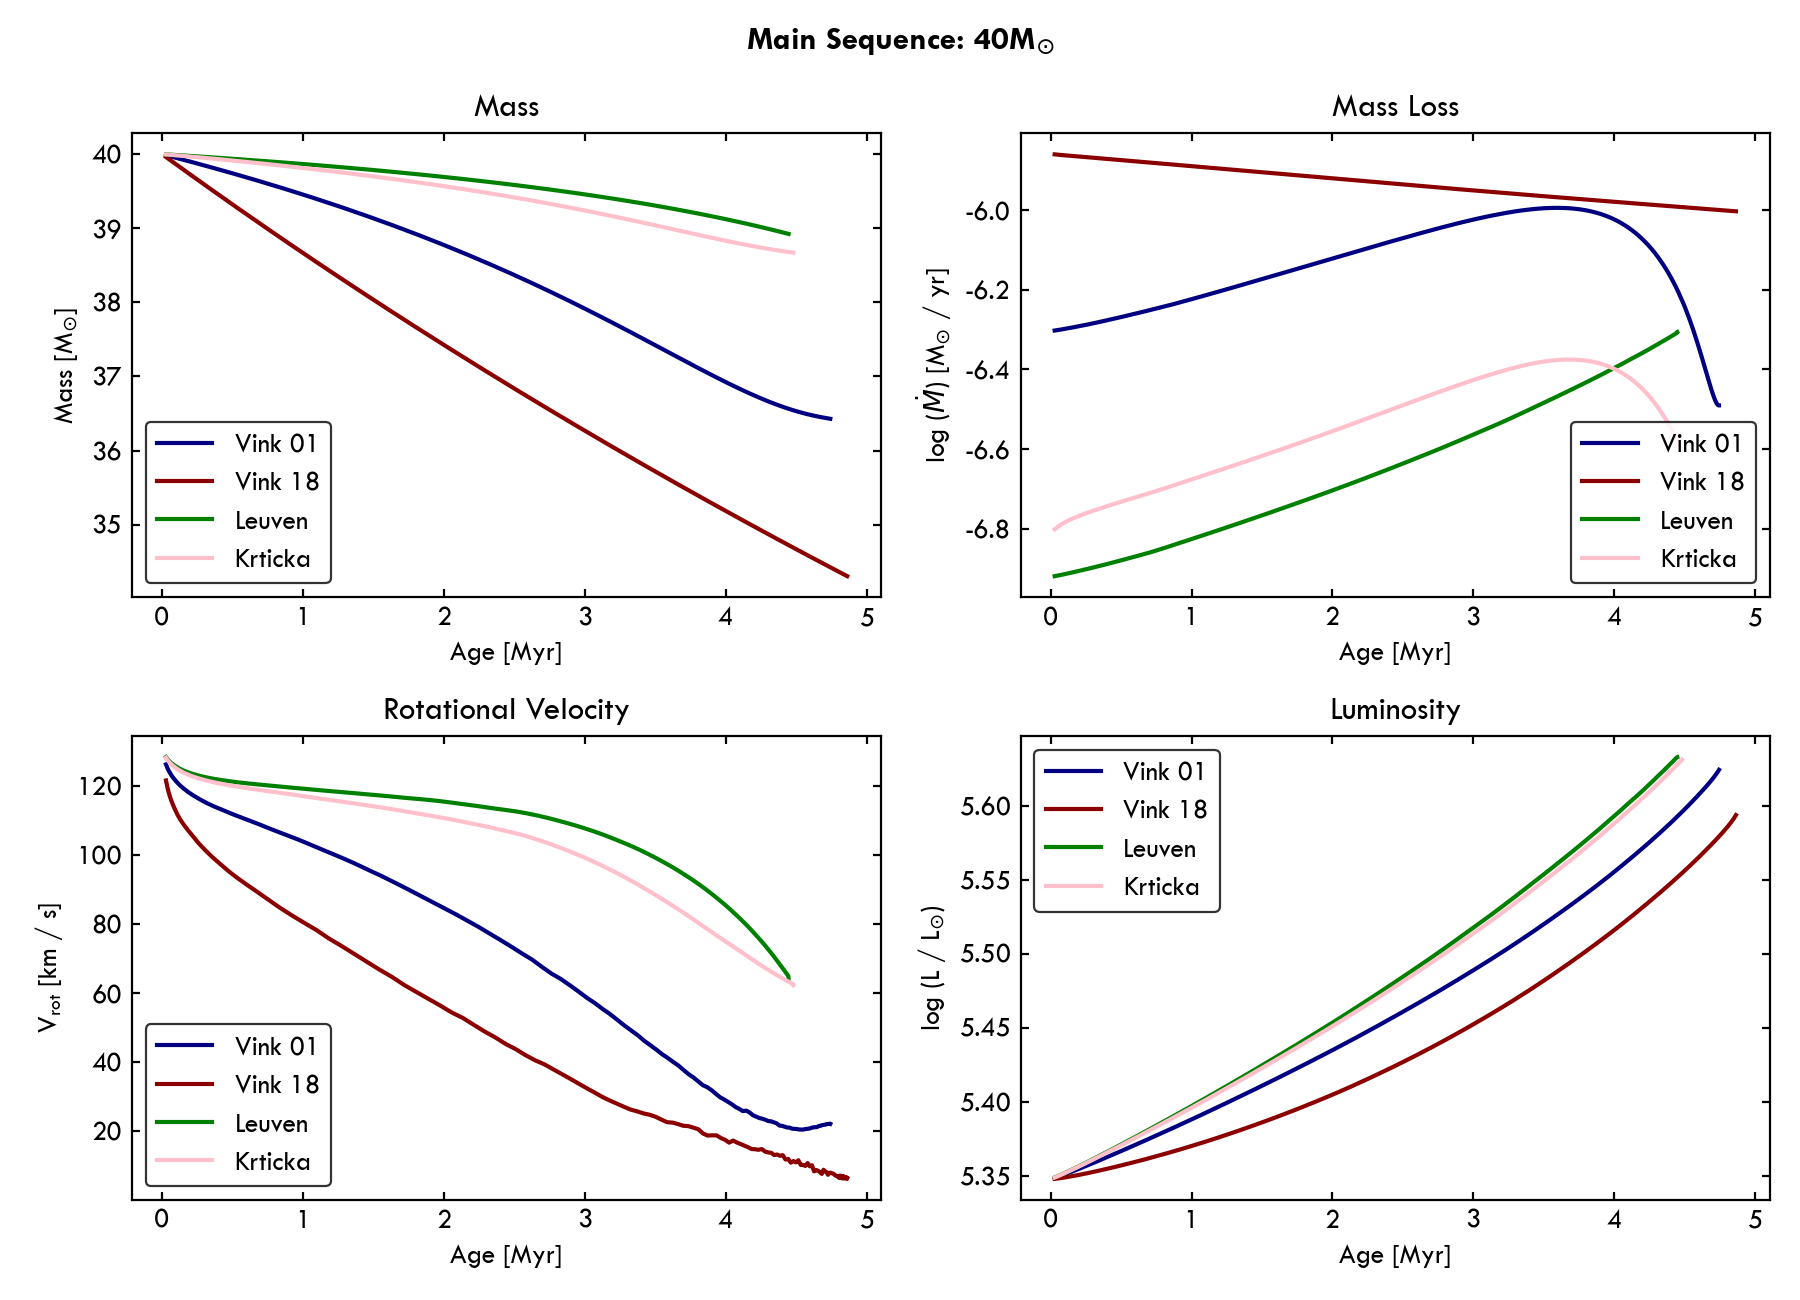 Main Sequence: 40M⊙
Mass
40
39
38
37
36
35
Mass [M⊙]
Vink 01
Vink 18
Leuven
Krticka
0 1 2 3 4 5
Age [Myr]
Mass Loss
-6.0
-6.2
-6.4
-6.6
-6.8
log (Ṁ) [M⊙ / yr]
Vink 01
Vink 18
Leuven
Krticka
0 1 2 3 4 5
Age [Myr]
Rotational Velocity
120
100
80
60
40
20
Vrot [km / s]
Vink 01
Vink 18
Leuven
Krticka
0 1 2 3 4 5
Age [Myr]
Luminosity
5.60
5.55
5.50
5.45
5.40
5.35
log (L / L⊙)
Vink 01
Vink 18
Leuven
Krticka
0 1 2 3 4 5
Age [Myr]